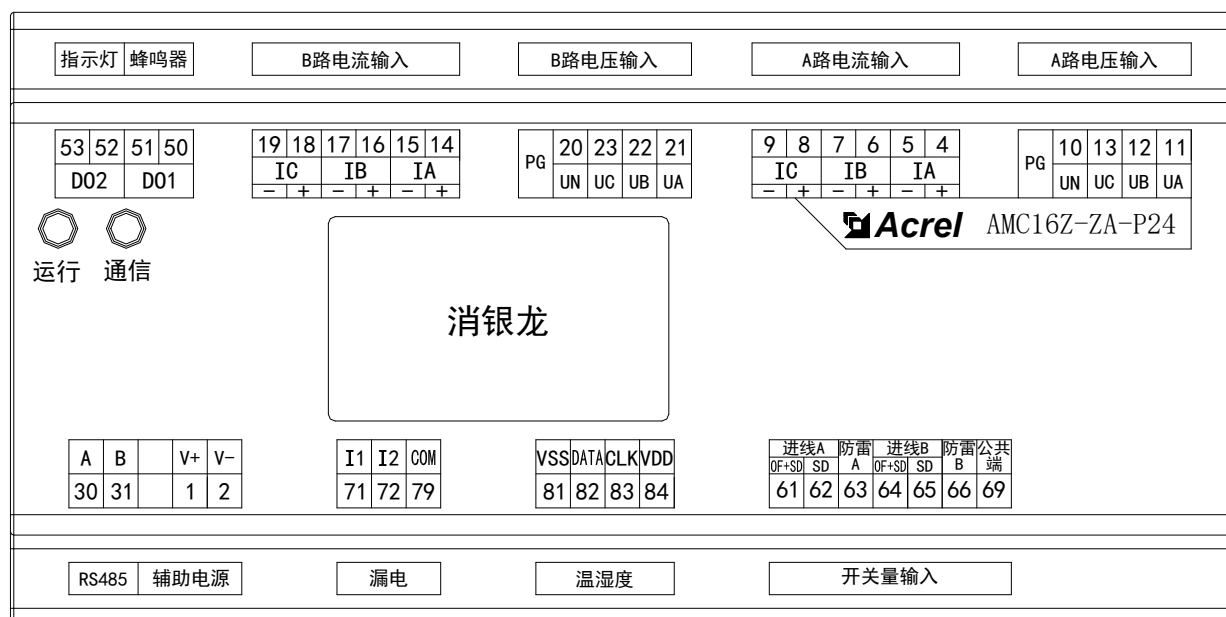 指示灯 蜂鸣器 B路电流输入 B路电压输入 A路电流输入 A路电压输入
53 52 51 50 19 18 17 16 15 14 PG 20 23 22 21 9 8 7 6 5 4 PG 10 13 12 11
DO2 DO1 IC IB IA UN UC UB UA IC IB IA UN UC UB UA
- + - + - + - + - + - +
Acrel AMC16Z-ZA-P24
运行 通信
消银龙
A B V+ V- I1 I2 COM VSS DATA CLK VDD 进线A 防雷A 进线B 防雷B 公共端
OF+SD SD OF+SD SD
30 31 1 2 71 72 79 81 82 83 84 61 62 63 64 65 66 69
RS485 辅助电源 漏电 温湿度 开关量输入